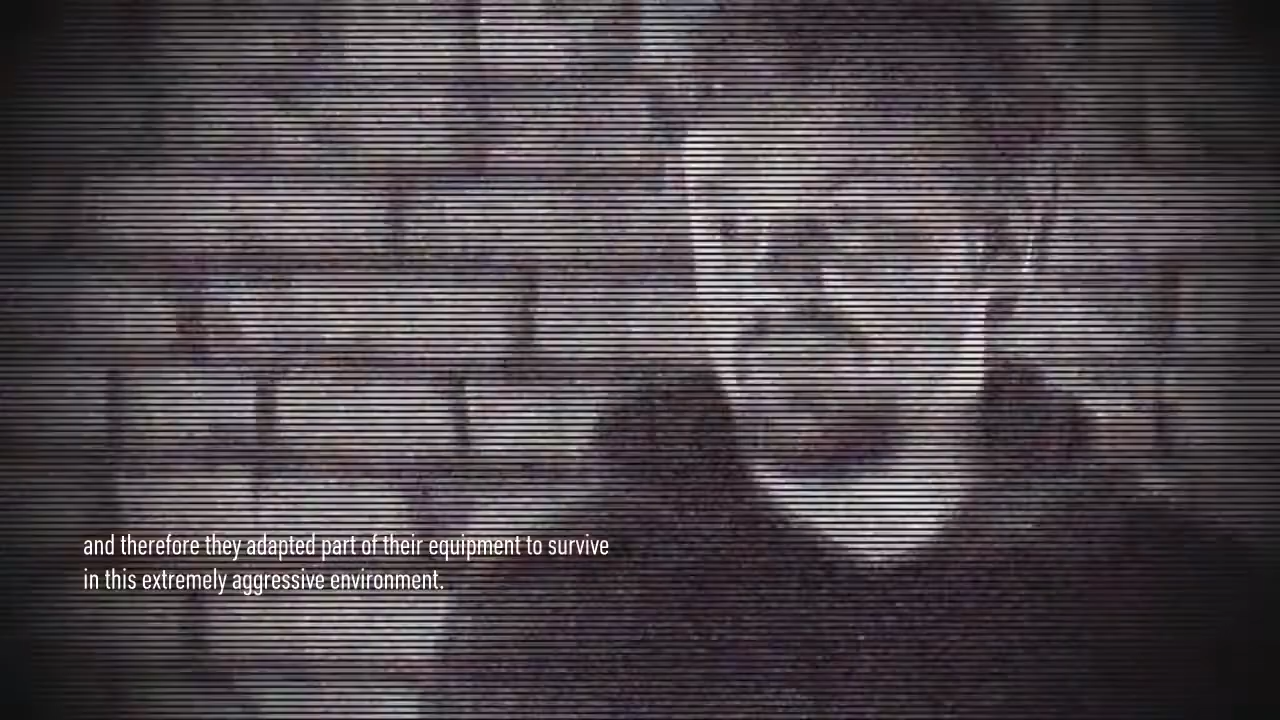 and therefore they adapted part of their equipment to survive
in this extremely aggressive environment.